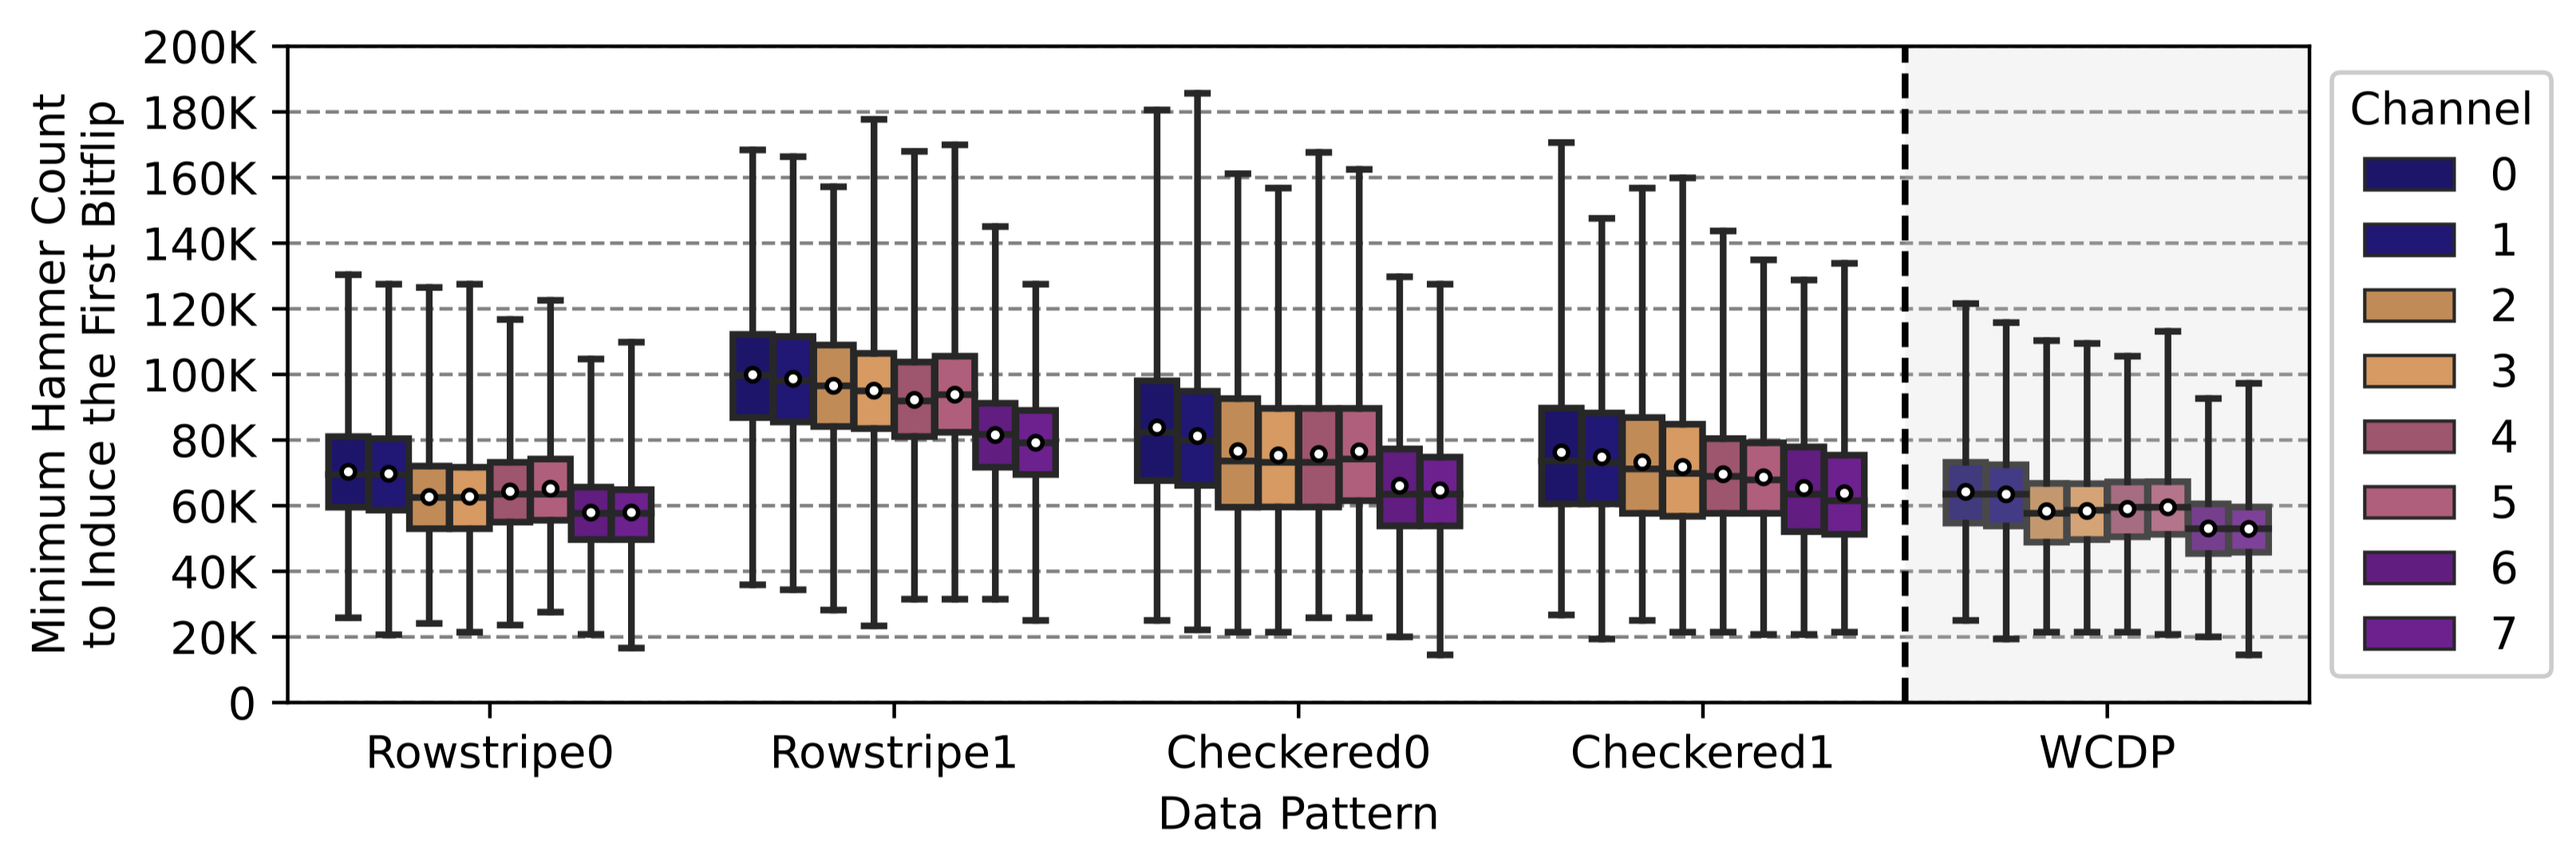 Minimum Hammer Count
to Induce the First Bitflip
200K
180K
160K
140K
120K
100K
80K
60K
40K
20K
0
Rowstripe0
Rowstripe1
Checkered0
Checkered1
WCDP
Data Pattern
Channel
0
1
2
3
4
5
6
7